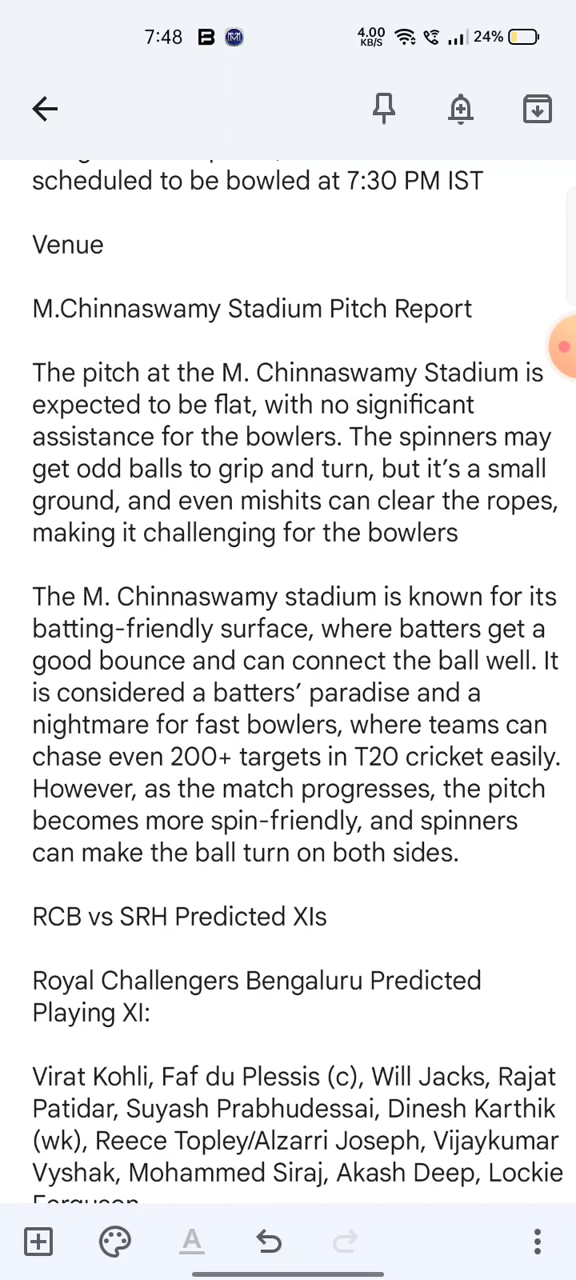 7:48
4.00
KB/S
24%
scheduled to be bowled at 7:30 PM IST
Venue
M.Chinnaswamy Stadium Pitch Report
The pitch at the M. Chinnaswamy Stadium is
expected to be flat, with no significant
assistance for the bowlers. The spinners may
get odd balls to grip and turn, but it’s a small
ground, and even mishits can clear the ropes,
making it challenging for the bowlers
The M. Chinnaswamy stadium is known for its
batting-friendly surface, where batters get a
good bounce and can connect the ball well. It
is considered a batters’ paradise and a
nightmare for fast bowlers, where teams can
chase even 200+ targets in T20 cricket easily.
However, as the match progresses, the pitch
becomes more spin-friendly, and spinners
can make the ball turn on both sides.
RCB vs SRH Predicted XIs
Royal Challengers Bengaluru Predicted
Playing XI:
Virat Kohli, Faf du Plessis (c), Will Jacks, Rajat
Patidar, Suyash Prabhudessai, Dinesh Karthik
(wk), Reece Topley/Alzarri Joseph, Vijaykumar
Vyshak, Mohammed Siraj, Akash Deep, Lockie
Ferguson